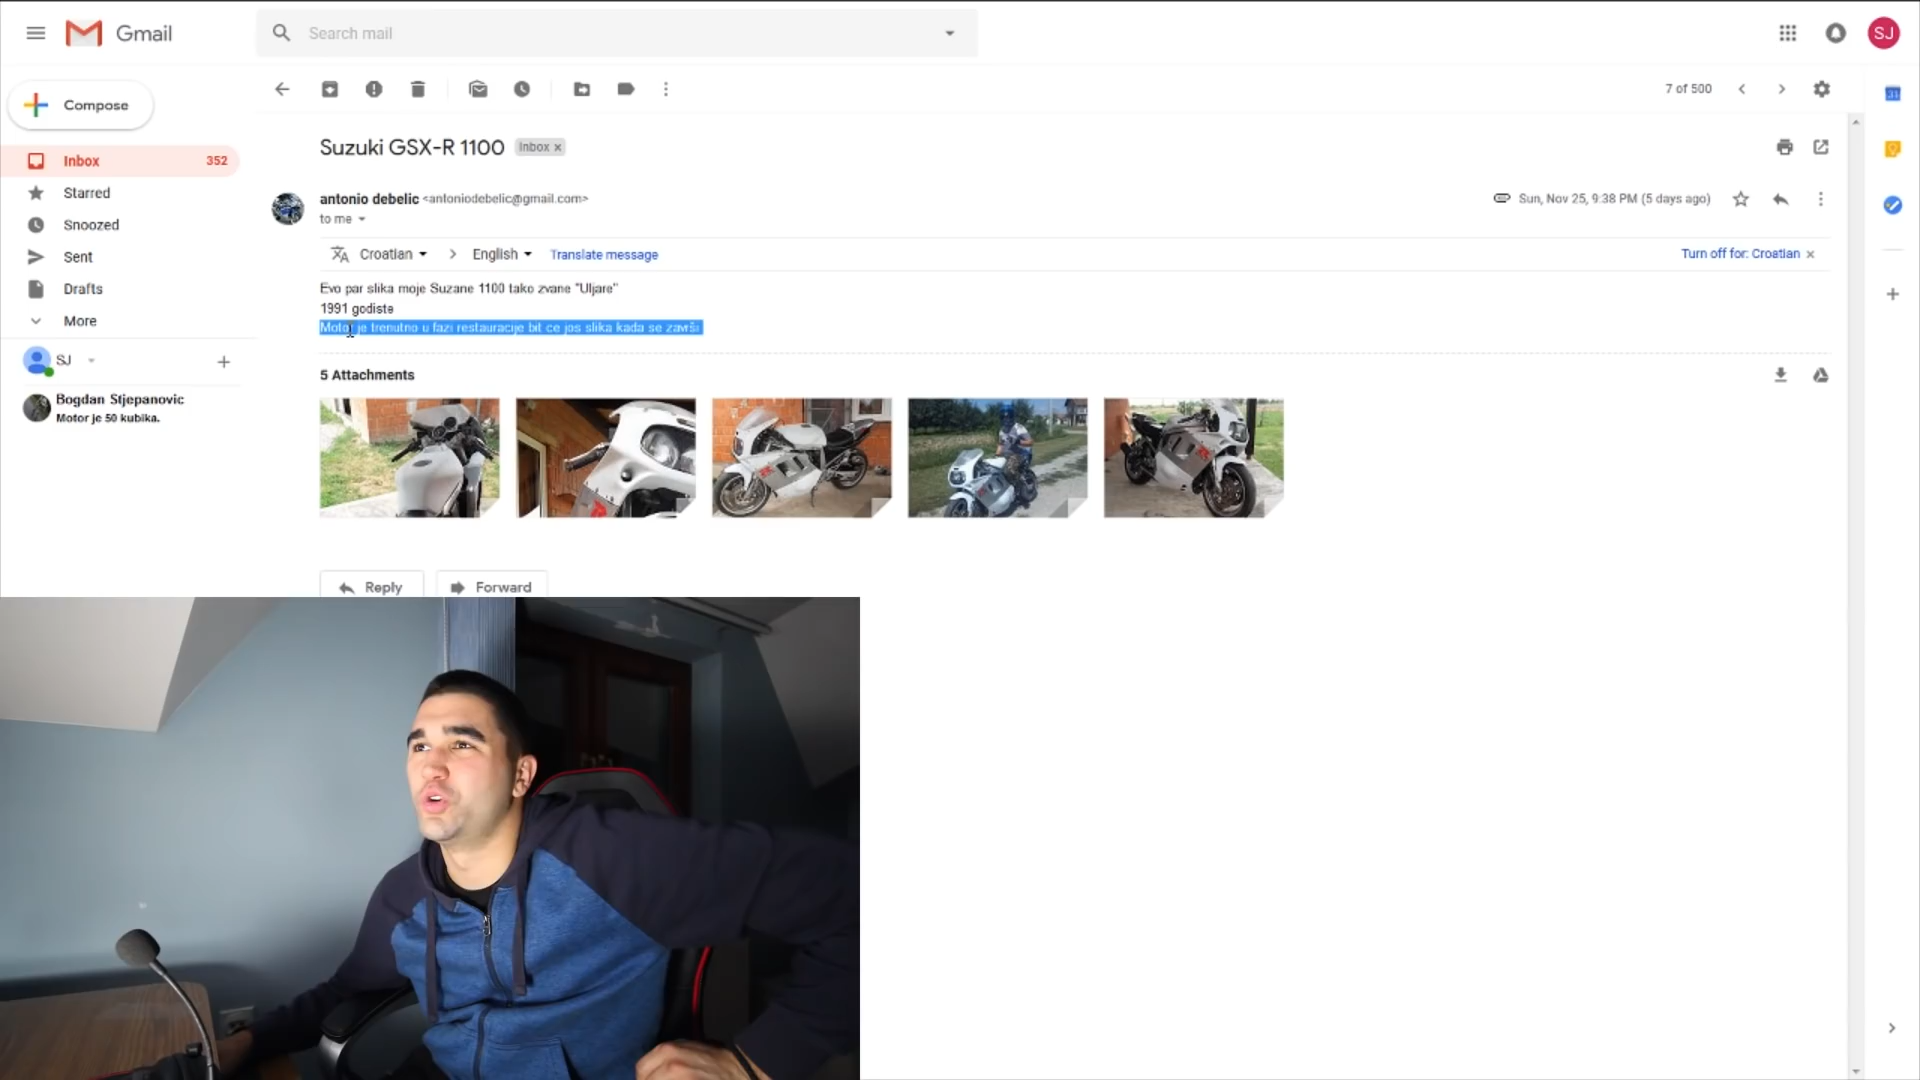 Gmail
Search mail
SJ
Compose
7 of 500
Inbox 352
Starred
Snoozed
Sent
Drafts
More
SJ
Bogdan Stjepanovic
Motor je 50 kubika.
Suzuki GSX-R 1100 Inbox x
antonio debelic <antoniodebelic@gmail.com>
Sun, Nov 25, 9:38 PM (5 days ago)
to me
Croatian > English Translate message
Turn off for: Croatian x
Evo par slika moje Suzane 1100 tako zvane "Uljare"
1991 godiste
Motor je trenutno u fazi restauracije bit ce jos slika kada se završi
5 Attachments
Reply
Forward
31